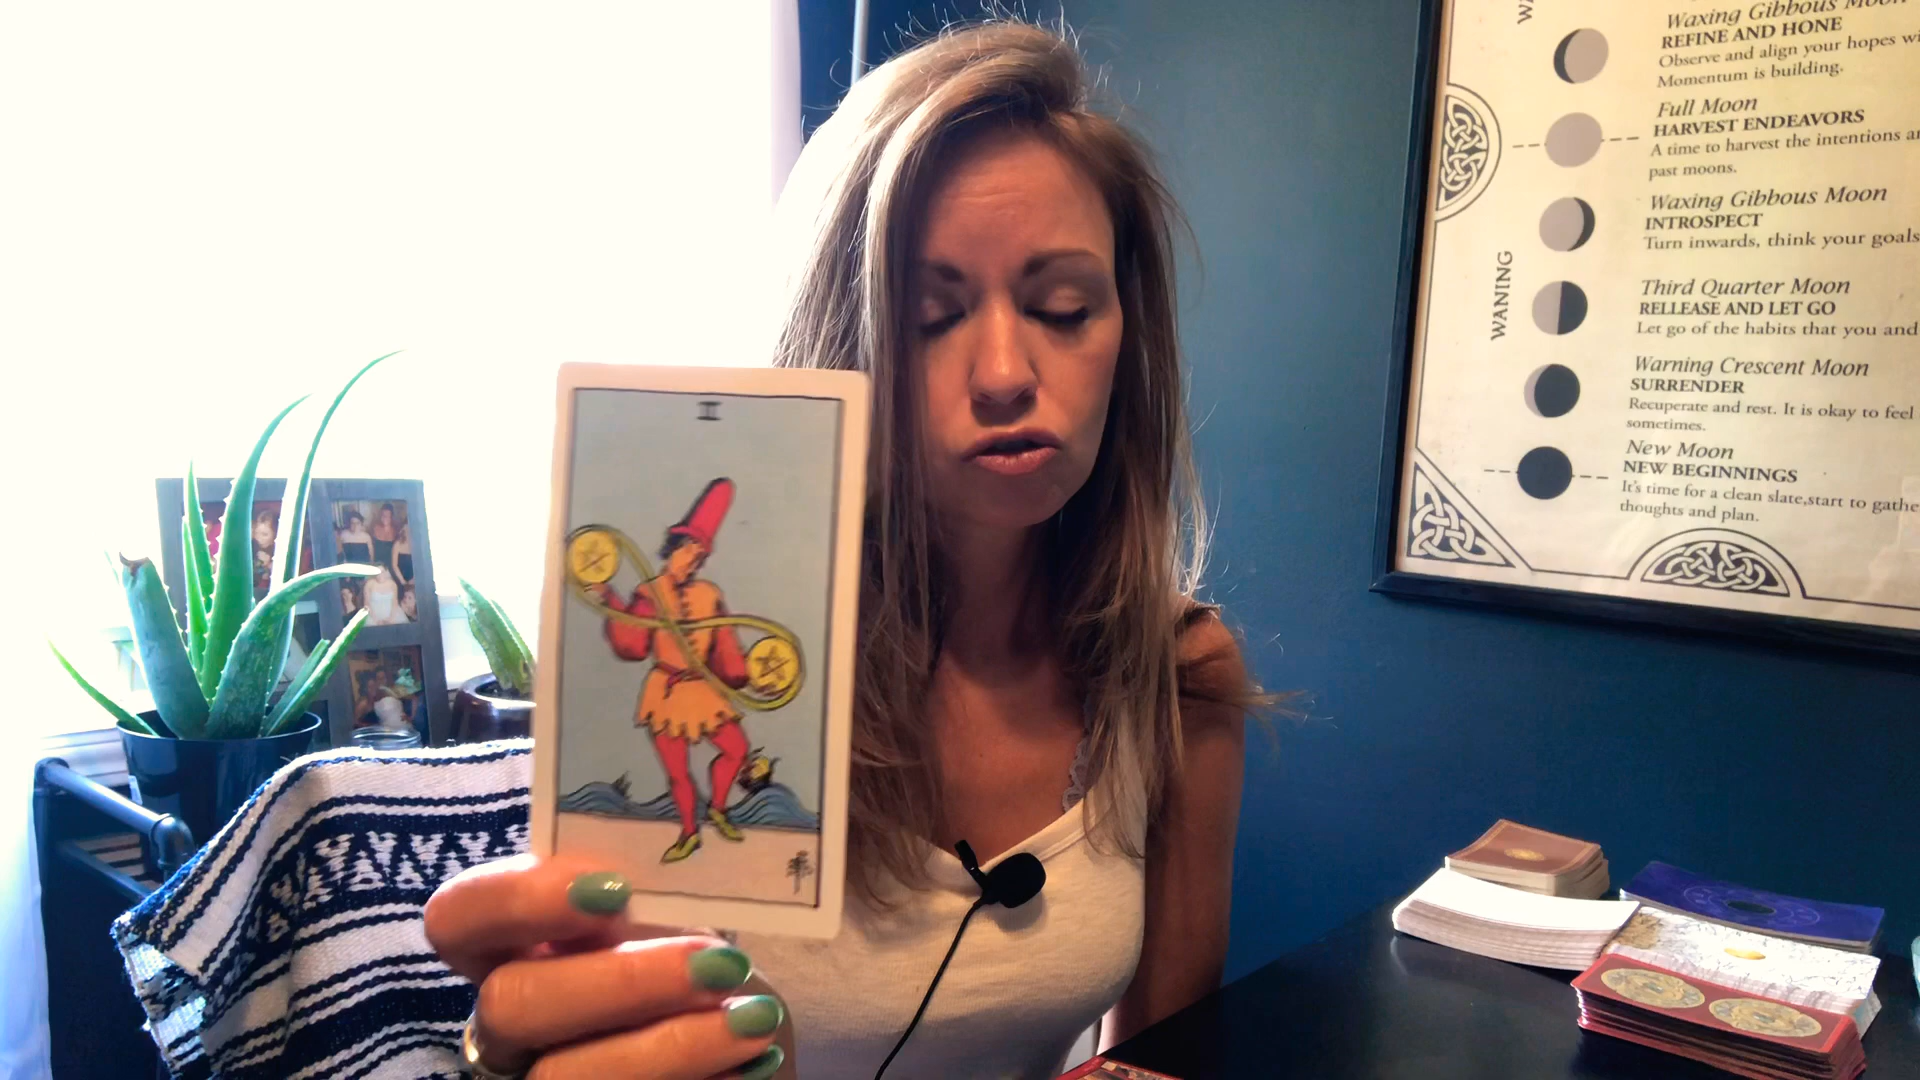 II
Waxing Gibbous Moon
REFINE AND HONE
Observe and align your hopes
Momentum is building.
Full Moon
HARVEST ENDEAVORS
A time to harvest the intentions
past moons.
Waxing Gibbous Moon
INTROSPECT
Turn inwards, think your goals
WANING
Third Quarter Moon
RELLEASE AND LET GO
Let go of the habits that you and
Warning Crescent Moon
SURRENDER
Recuperate and rest. It is okay to feel
sometimes.
New Moon
NEW BEGINNINGS
It's time for a clean slate,start to
thoughts and plan.